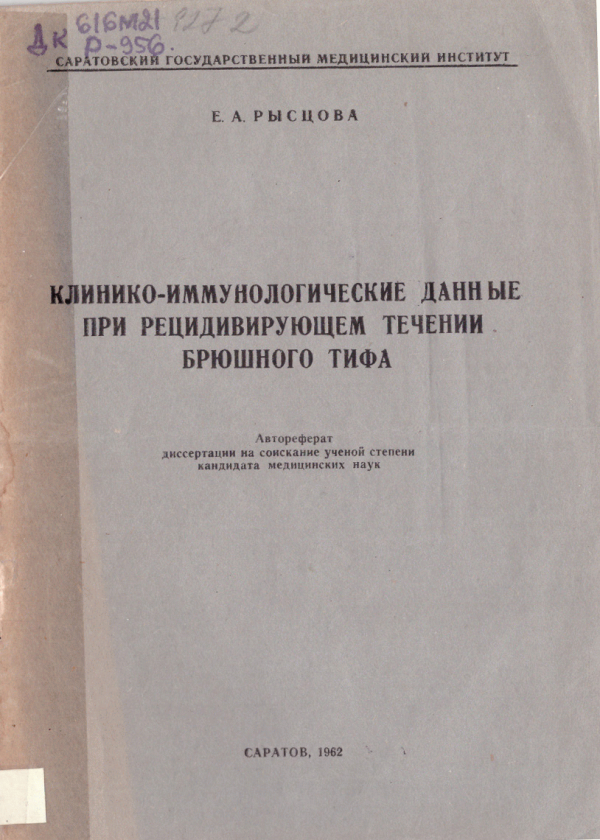 ДК 616М21 9272
Р-956.
САРАТОВСКИЙ ГОСУДАРСТВЕННЫЙ МЕДИЦИНСКИЙ ИНСТИТУТ
Е. А. РЫСЦОВА
КЛИНИКО-ИММУНОЛОГИЧЕСКИЕ ДАННЫЕ
ПРИ РЕЦИДИВИРУЮЩЕМ ТЕЧЕНИИ
БРЮШНОГО ТИФА
Автореферат
диссертации на соискание ученой степени
кандидата медицинских наук
САРАТОВ, 1962